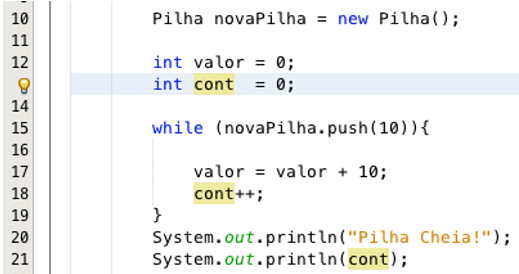 10 Pilha novaPilha = new Pilha();
11
12 int valor = 0;
int cont  = 0;
14
15 while (novaPilha.push(10)){
16
17 valor = valor + 10;
18 cont++;
19 }
20 System.out.println("Pilha Cheia!");
21 System.out.println(cont);